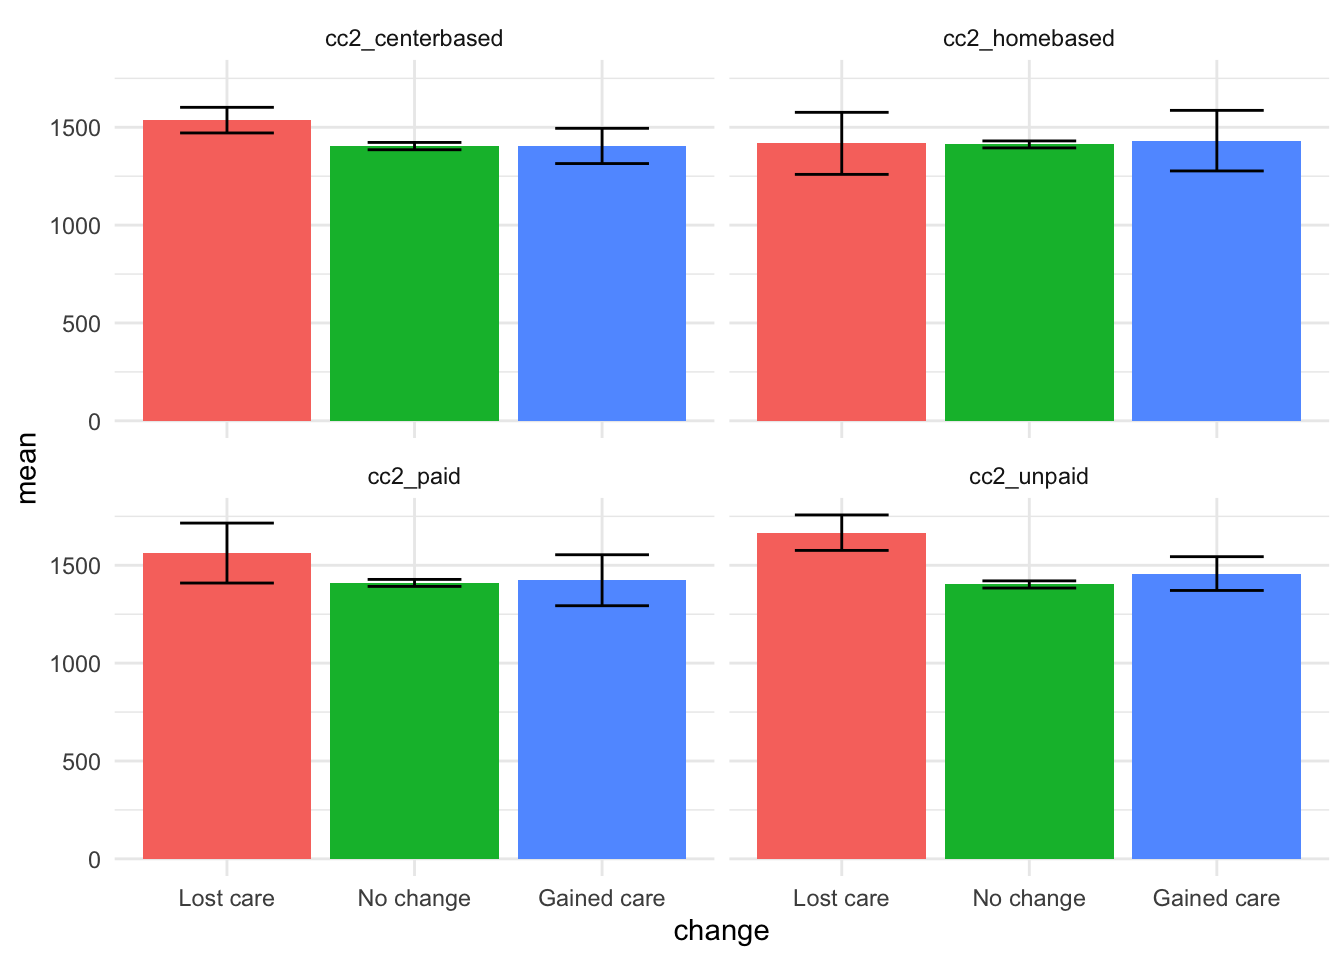 cc2_centerbased
cc2_homebased
1500
1000
500
0
mean
cc2_paid
cc2_unpaid
1500
1000
500
0
Lost care
No change
Gained care
Lost care
No change
Gained care
change